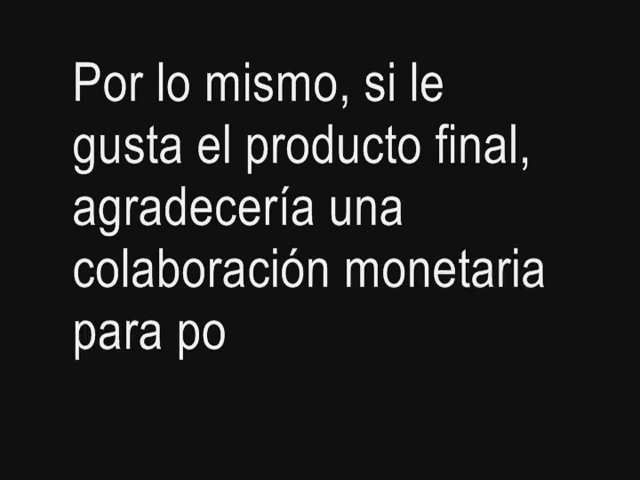 Por lo mismo, si le
gusta el producto final,
agradecería una
colaboración monetaria
para po